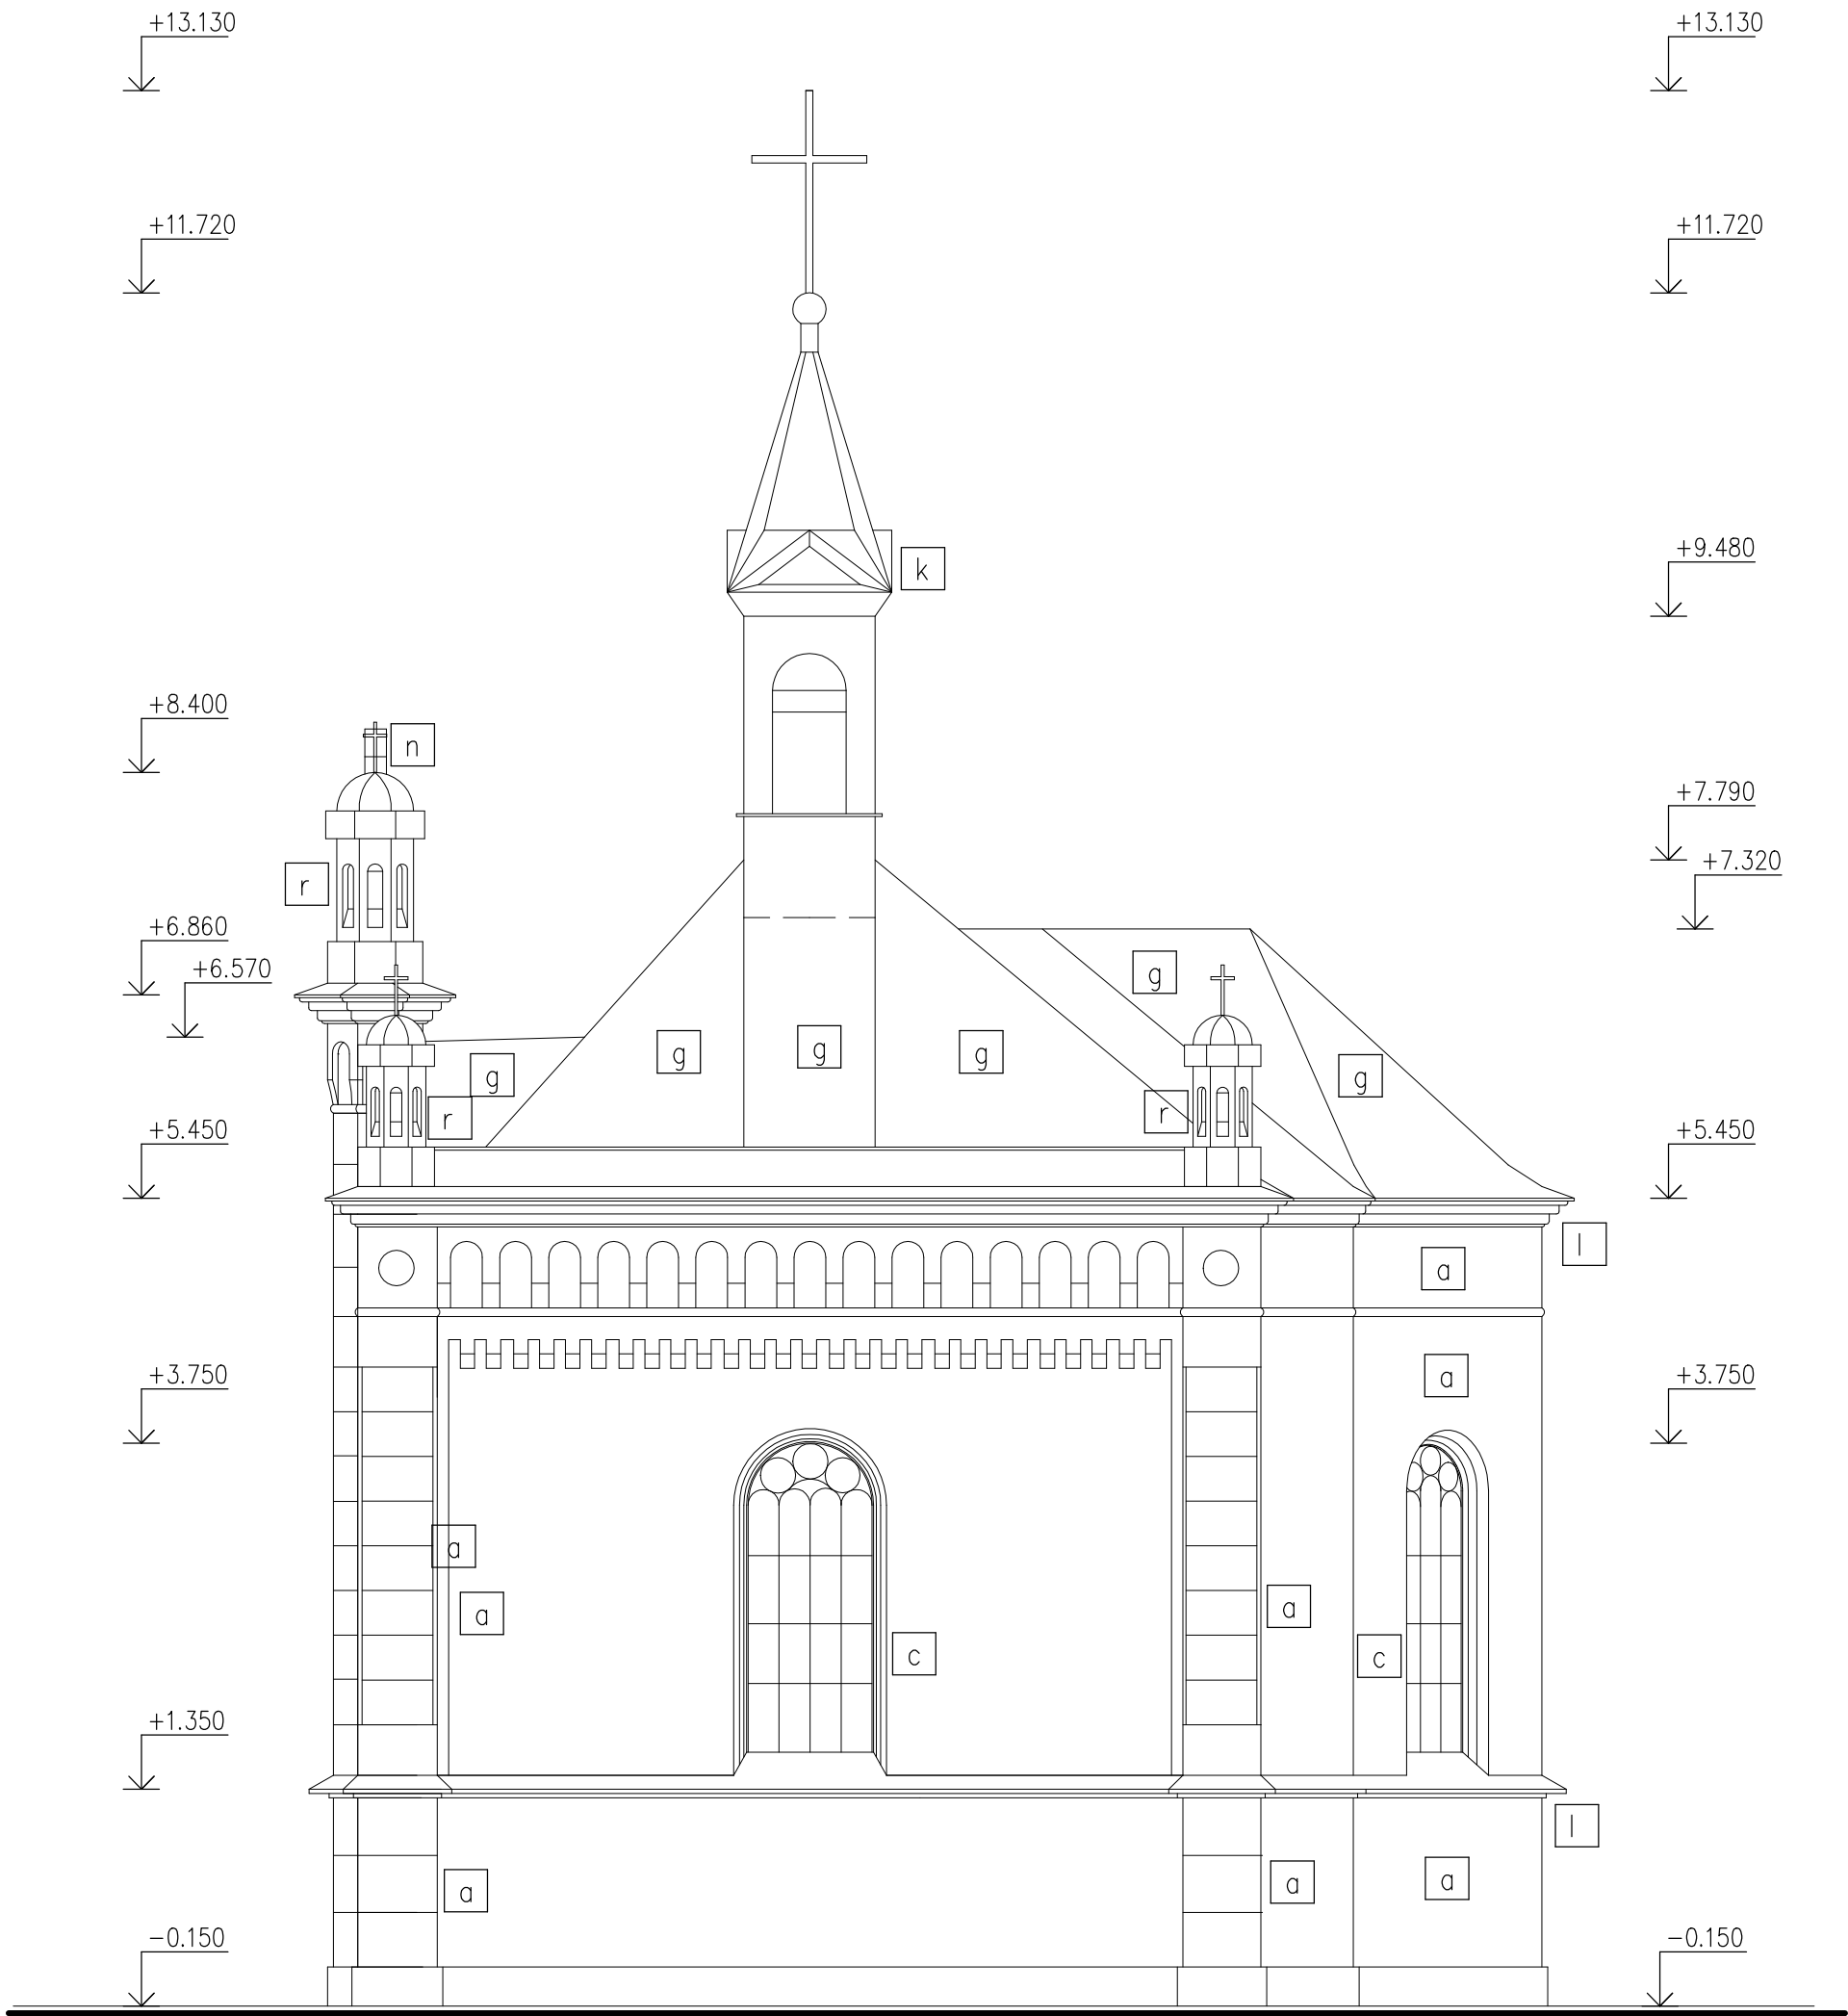 +13.130 +13.130
+11.720 +11.720
+9.480
k
+8.400
n
+7.790
+7.320
r
+6.860
+6.570
g
g g g g g
r r
+5.450 +5.450
l
a
a
+3.750 +3.750
a
a a
c c
+1.350
l
a a a
-0.150 -0.150